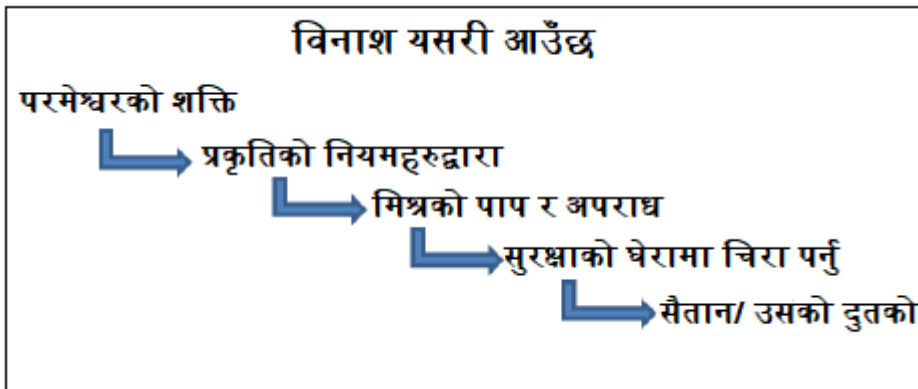 विनाश यसरी आउँछ
परमेश्वरको शक्ति
प्रकृतिको नियमहरुद्वारा
मिश्रको पाप र अपराध
सुरक्षाको घेरामा चिरा पर्नु
सैतान/ उसको दुतको